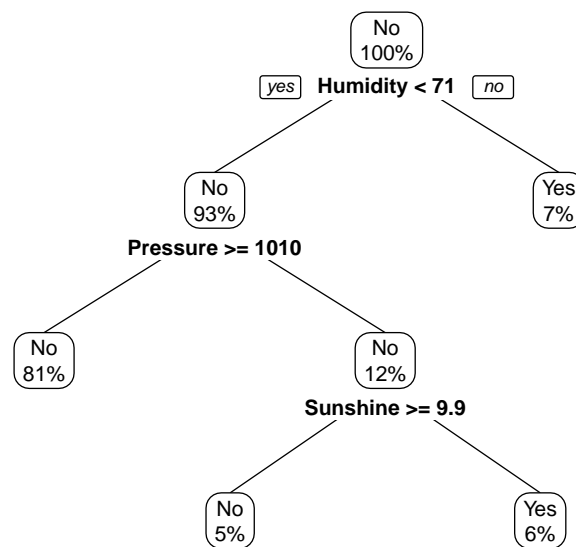 No
100%
yes Humidity < 71 no
No
93%
Yes
7%
Pressure >= 1010
No
81%
No
12%
Sunshine >= 9.9
No
5%
Yes
6%